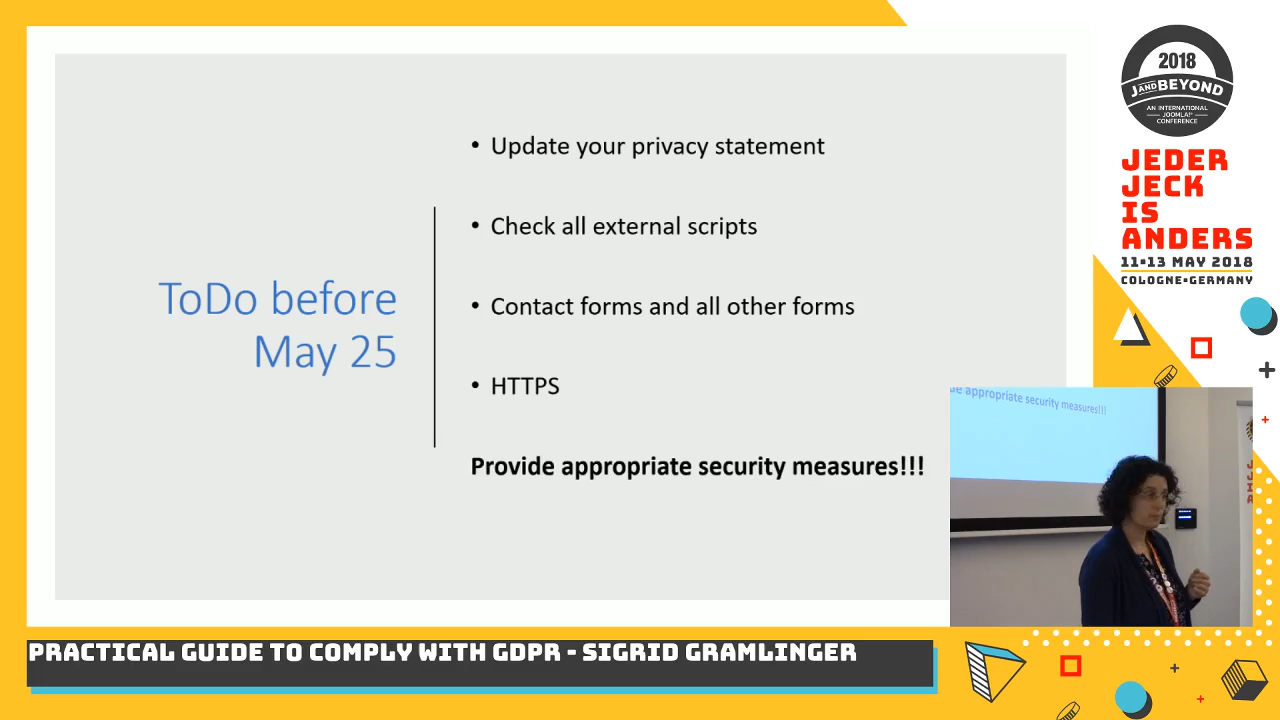 Update your privacy statement
Check all external scripts
Contact forms and all other forms
HTTPS
Provide appropriate security measures!!!
ToDo before
May 25
2018
J AND BEYOND
AN INTERNATIONAL
JOOMLA!
CONFERENCE
JEDER
JECK
IS
ANDERS
11-13 MAY 2018
COLOGNE-GERMANY
appropriate security measures!!!
PRACTICAL GUIDE TO COMPLY WITH GDPR - SIGRID GRAMLINGER